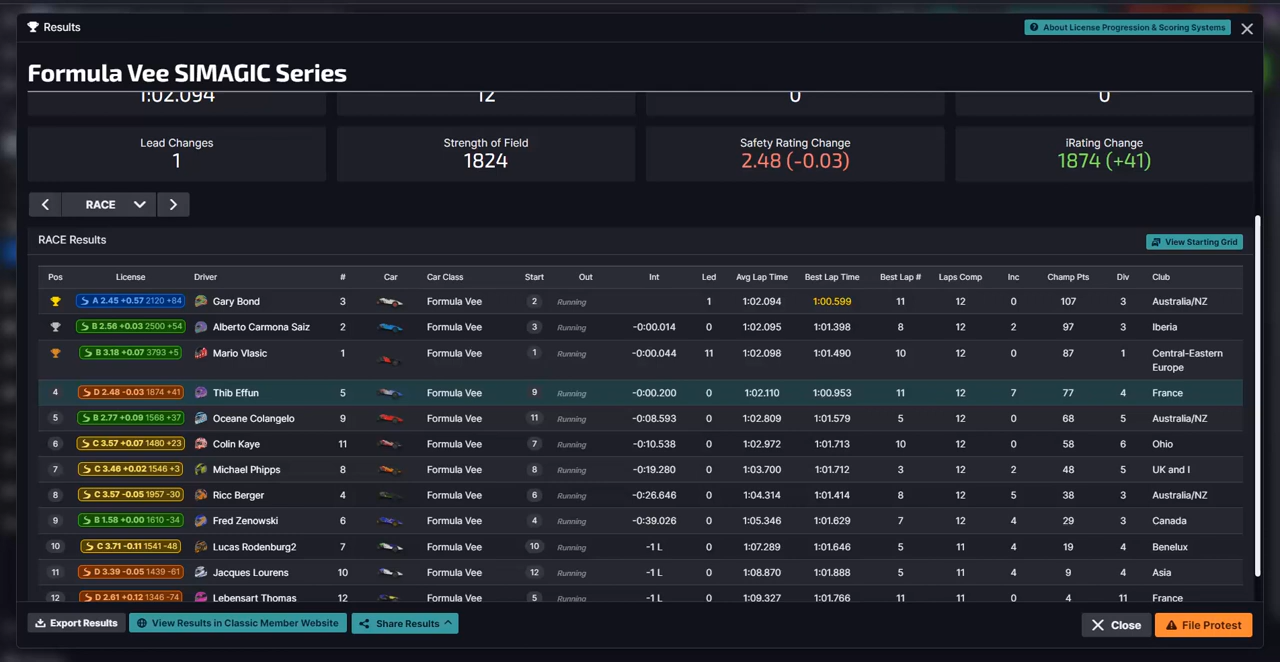 Results
About License Progression & Scoring Systems
Formula Vee SIMAGIC Series
1:02.094 12 0 0
Lead Changes Strength of Field Safety Rating Change iRating Change
1 1824 2.48 (-0.03) 1874 (+41)
RACE
RACE Results
View Starting Grid
Pos License Driver # Car Car Class Start Out Int Led Avg Lap Time Best Lap Time Best Lap # Laps Comp Inc Champ Pts Div Club
A 2.45 +0.57 2120 +84 Gary Bond 3 Formula Vee 2 Running 1 1:02.094 1:00.599 11 12 0 107 3 Australia/NZ
B 2.56 +0.03 2500 +54 Alberto Carmona Saiz 2 Formula Vee 3 Running -0:00.014 0 1:02.095 1:01.398 8 12 2 97 3 Iberia
B 3.18 +0.07 3793 +5 Mario Vlasic 1 Formula Vee 1 Running -0:00.044 11 1:02.098 1:01.490 10 12 0 87 1 Central-Eastern
Europe
4 D 2.48 -0.03 1874 +41 Thib Effun 5 Formula Vee 9 Running -0:00.200 0 1:02.110 1:00.953 11 12 7 77 4 France
5 B 2.77 +0.09 1568 +37 Oceane Colangelo 9 Formula Vee 11 Running -0:08.593 0 1:02.809 1:01.579 5 12 0 68 5 Australia/NZ
6 C 3.57 +0.07 1480 +23 Colin Kaye 11 Formula Vee 7 Running -0:10.538 0 1:02.972 1:01.713 10 12 0 58 6 Ohio
7 C 3.46 +0.02 1546 +3 Michael Phipps 8 Formula Vee 8 Running -0:19.280 0 1:03.700 1:01.712 3 12 2 48 5 UK and I
8 C 3.57 -0.05 1957 -30 Ricc Berger 4 Formula Vee 6 Running -0:26.646 0 1:04.314 1:01.414 8 12 5 38 3 Australia/NZ
9 B 1.58 +0.00 1610 -34 Fred Zenowski 6 Formula Vee 4 Running -0:39.026 0 1:05.346 1:01.629 7 12 4 29 3 Canada
10 C 3.71 -0.11 1541 -48 Lucas Rodenburg2 7 Formula Vee 10 Running -1 L 0 1:07.289 1:01.646 5 11 4 19 4 Benelux
11 D 3.39 -0.05 1439 -61 Jacques Lourens 10 Formula Vee 12 Running -1 L 0 1:08.870 1:01.888 5 11 4 9 4 Asia
12 D 2.61 +0.12 1346 -74 Lebensart Thomas 12 Formula Vee 5 Running -1 L 0 1:09.327 1:01.766 11 11 0 4 11 France
Export Results View Results in Classic Member Website Share Results Close File Protest